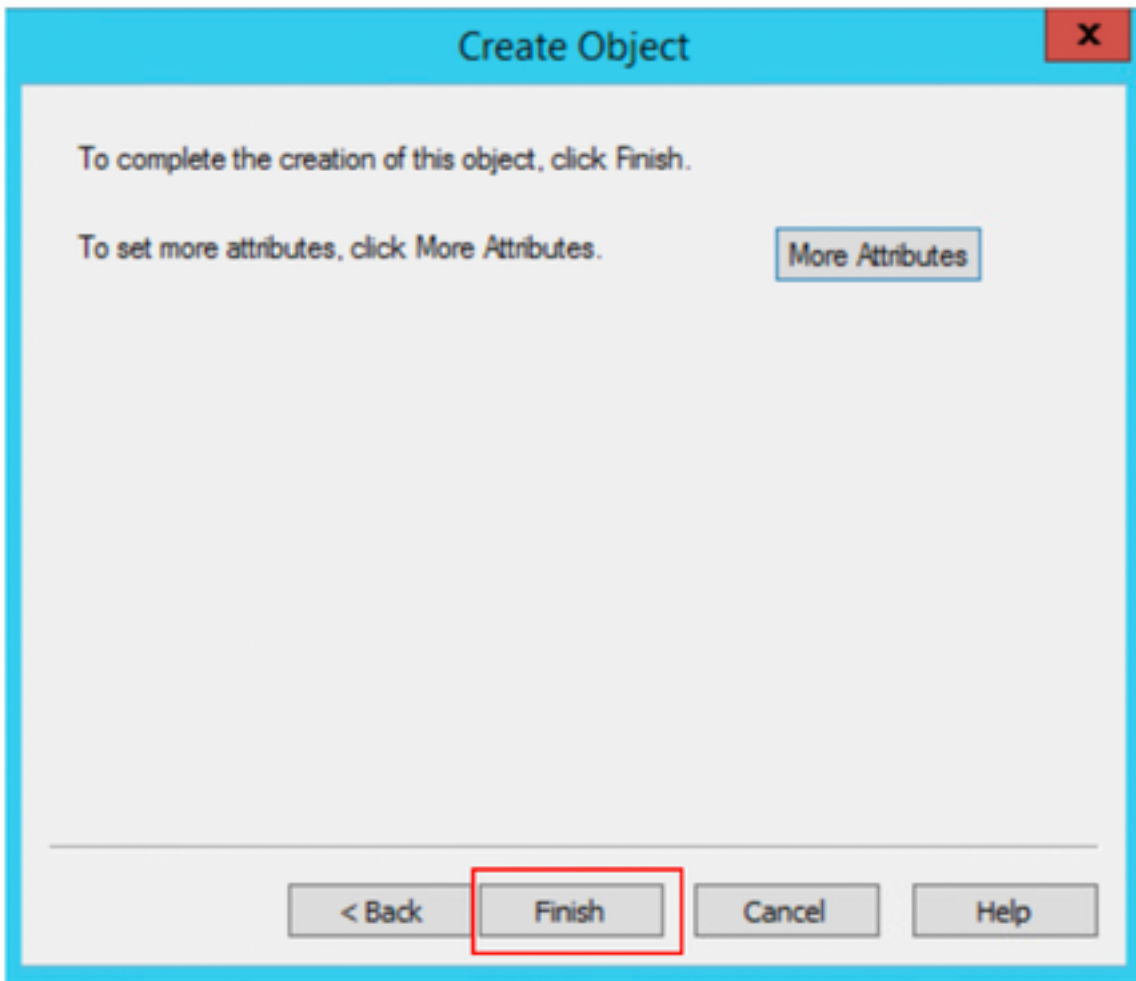 Create Object
x
To complete the creation of this object, click Finish.
To set more attributes, click More Attributes.
More Attributes
< Back
Finish
Cancel
Help